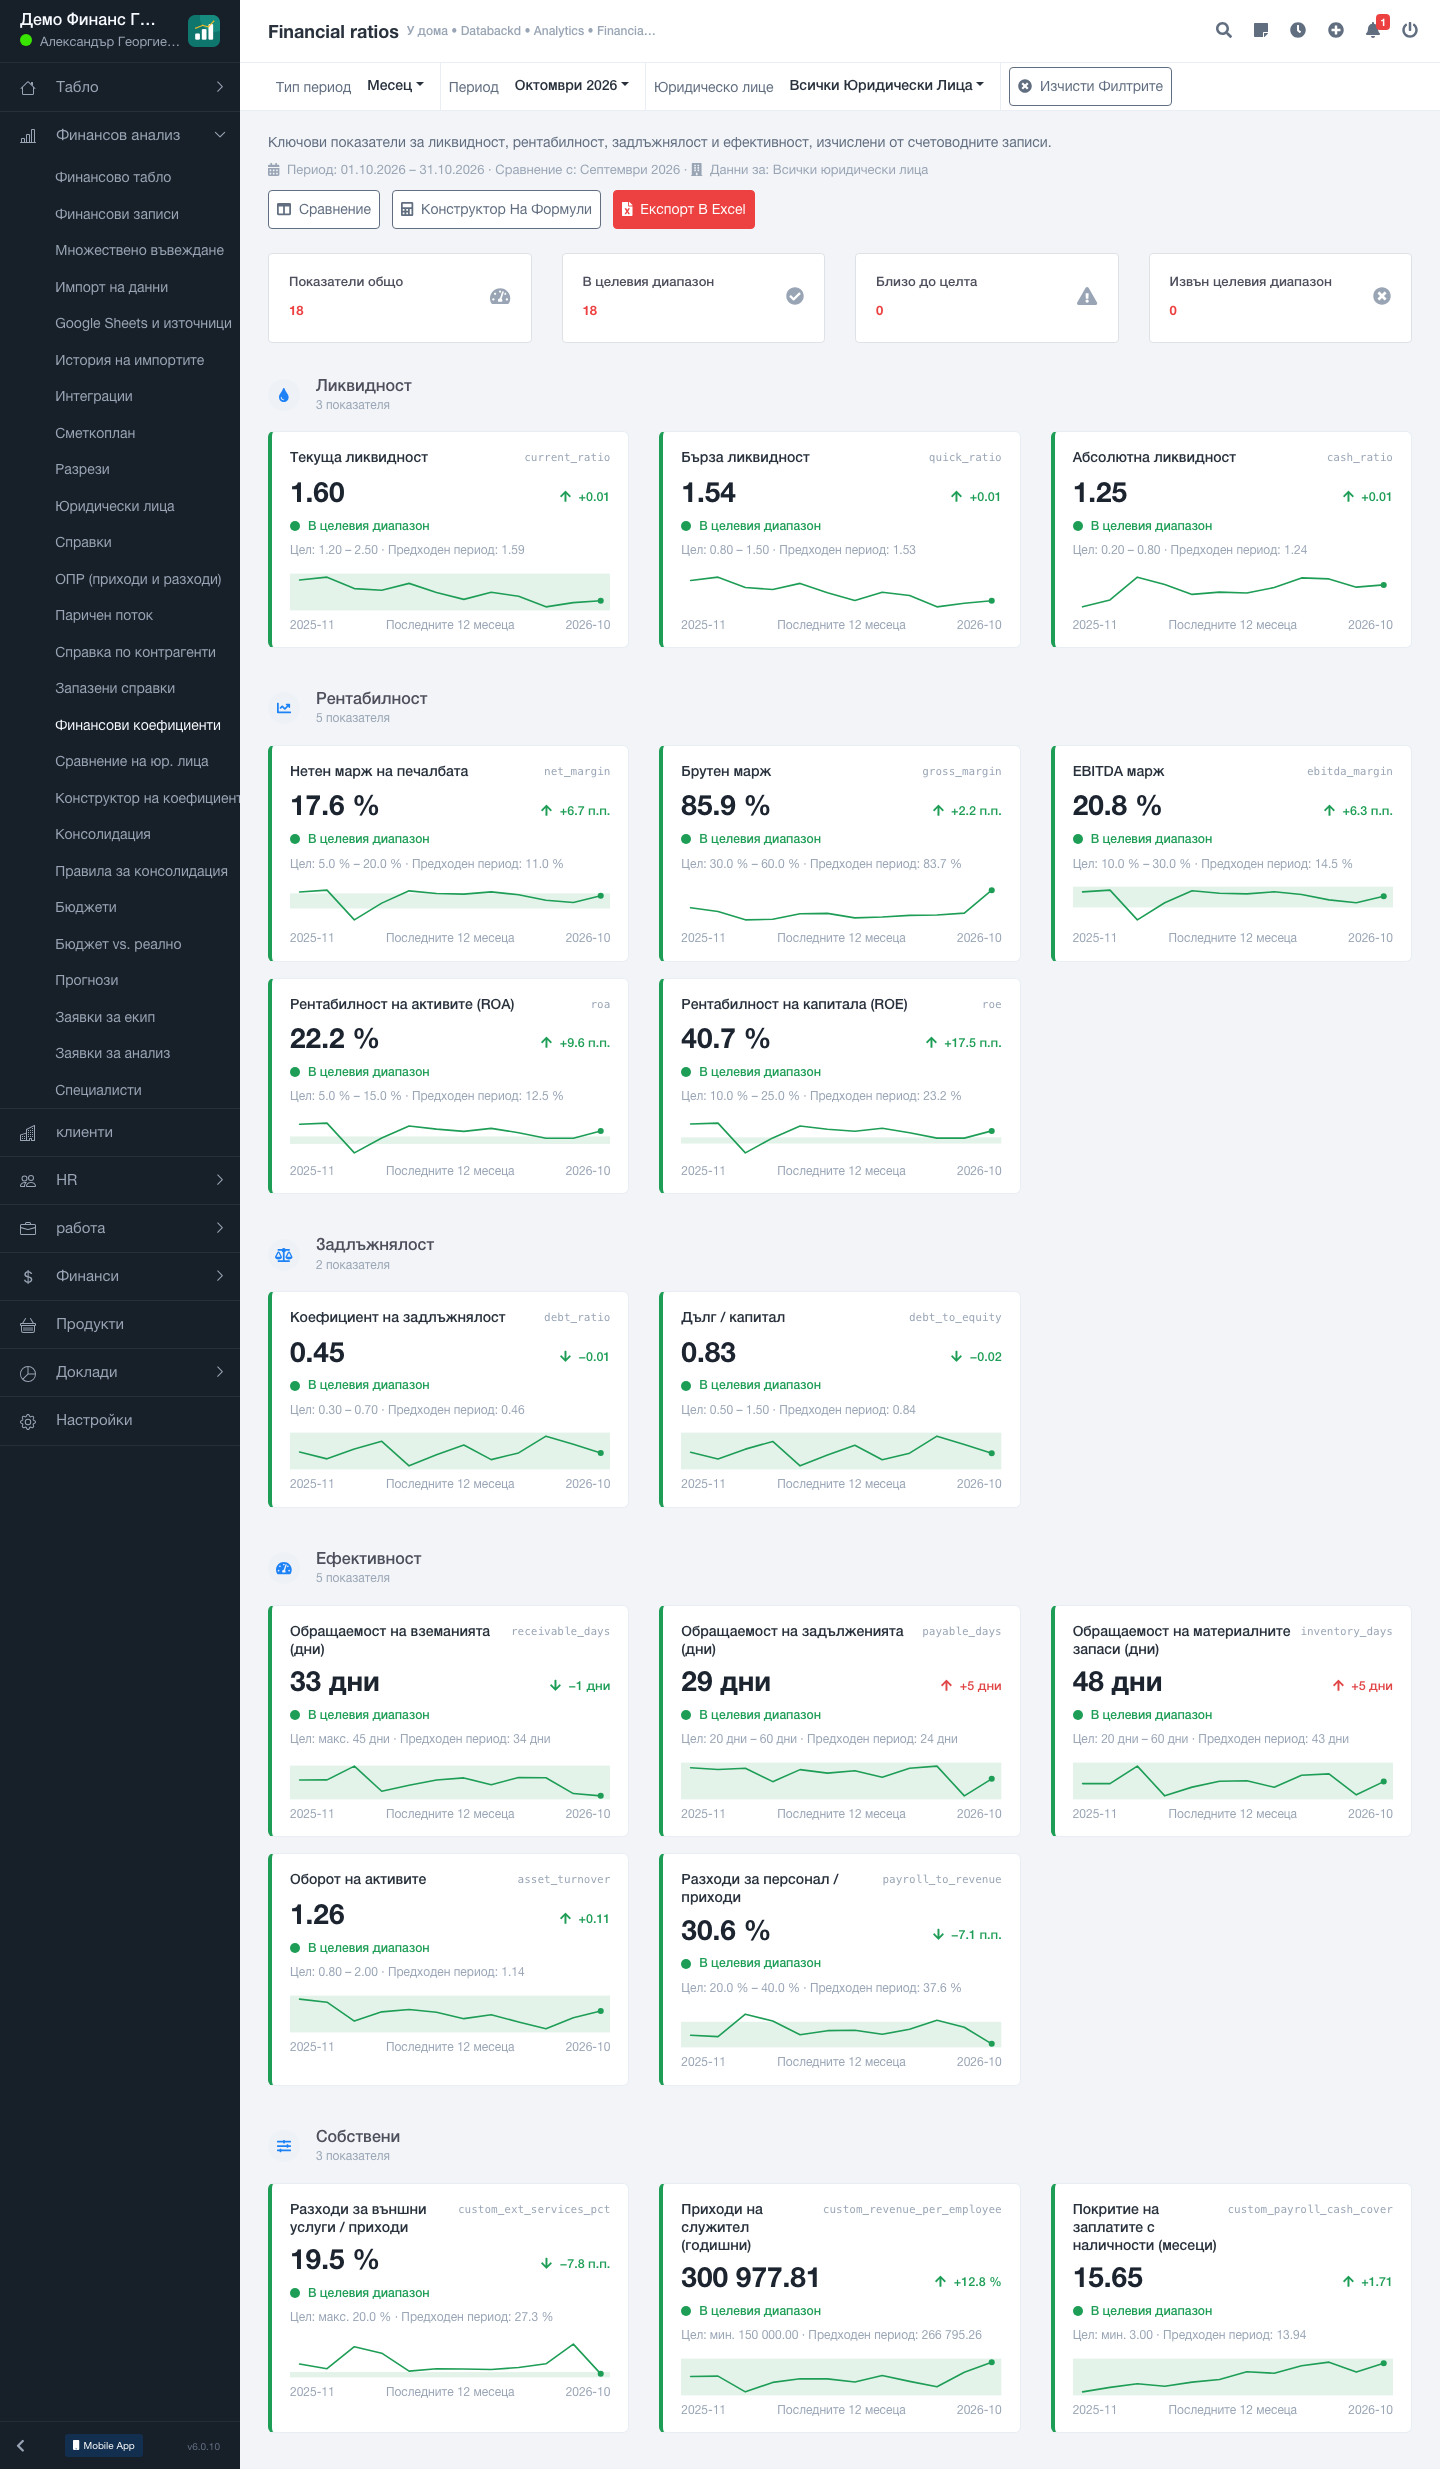 Демо Финанс Г...
Александър Георгие...
Табло
Финансов анализ
Финансово табло
Финансови записи
Множествено въвеждане
Импорт на данни
Google Sheets и източници
История на импортите
Интеграции
Сметкоплан
Разрези
Юридически лица
Справки
ОПР (приходи и разходи)
Паричен поток
Справка по контрагенти
Запазени справки
Финансови коефициенти
Сравнение на юр. лица
Конструктор на коефициент
Консолидация
Правила за консолидация
Бюджети
Бюджет vs. реално
Прогнози
Заявки за екип
Заявки за анализ
Специалисти
клиенти
HR
работа
Финанси
Продукти
Доклади
Настройки
Mobile App
v6.0.10
Financial ratios У дома • Databackd • Analytics • Financia...
1
Тип период Месец Период Октомври 2026 Юридическо лице Всички Юридически Лица Изчисти Филтрите
Ключови показатели за ликвидност, рентабилност, задлъжнялост и ефективност, изчислени от счетоводните записи.
Период: 01.10.2026 – 31.10.2026 · Сравнение с: Септември 2026 · Данни за: Всички юридически лица
Сравнение Конструктор На Формули Експорт В Excel
Показатели общо
18
В целевия диапазон
18
Близо до целта
0
Извън целевия диапазон
0
Ликвидност
3 показателя
Текуща ликвидност current_ratio
1.60 +0.01
В целевия диапазон
Цел: 1.20 – 2.50 · Предходен период: 1.59
2025-11 Последните 12 месеца 2026-10
Бърза ликвидност quick_ratio
1.54 +0.01
В целевия диапазон
Цел: 0.80 – 1.50 · Предходен период: 1.53
2025-11 Последните 12 месеца 2026-10
Абсолютна ликвидност cash_ratio
1.25 +0.01
В целевия диапазон
Цел: 0.20 – 0.80 · Предходен период: 1.24
2025-11 Последните 12 месеца 2026-10
Рентабилност
5 показателя
Нетен марж на печалбата net_margin
17.6 % +6.7 п.п.
В целевия диапазон
Цел: 5.0 % – 20.0 % · Предходен период: 11.0 %
2025-11 Последните 12 месеца 2026-10
Брутен марж gross_margin
85.9 % +2.2 п.п.
В целевия диапазон
Цел: 30.0 % – 60.0 % · Предходен период: 83.7 %
2025-11 Последните 12 месеца 2026-10
EBITDA марж ebitda_margin
20.8 % +6.3 п.п.
В целевия диапазон
Цел: 10.0 % – 30.0 % · Предходен период: 14.5 %
2025-11 Последните 12 месеца 2026-10
Рентабилност на активите (ROA) roa
22.2 % +9.6 п.п.
В целевия диапазон
Цел: 5.0 % – 15.0 % · Предходен период: 12.5 %
2025-11 Последните 12 месеца 2026-10
Рентабилност на капитала (ROE) roe
40.7 % +17.5 п.п.
В целевия диапазон
Цел: 10.0 % – 25.0 % · Предходен период: 23.2 %
2025-11 Последните 12 месеца 2026-10
Задлъжнялост
2 показателя
Коефициент на задлъжнялост debt_ratio
0.45 −0.01
В целевия диапазон
Цел: 0.30 – 0.70 · Предходен период: 0.46
2025-11 Последните 12 месеца 2026-10
Дълг / капитал debt_to_equity
0.83 −0.02
В целевия диапазон
Цел: 0.50 – 1.50 · Предходен период: 0.84
2025-11 Последните 12 месеца 2026-10
Ефективност
5 показателя
Обращаемост на вземанията receivable_days
(дни)
33 дни −1 дни
В целевия диапазон
Цел: макс. 45 дни · Предходен период: 34 дни
2025-11 Последните 12 месеца 2026-10
Обращаемост на задълженията payable_days
(дни)
29 дни +5 дни
В целевия диапазон
Цел: 20 дни – 60 дни · Предходен период: 24 дни
2025-11 Последните 12 месеца 2026-10
Обращаемост на материалните inventory_days
запаси (дни)
48 дни +5 дни
В целевия диапазон
Цел: 20 дни – 60 дни · Предходен период: 43 дни
2025-11 Последните 12 месеца 2026-10
Оборот на активите asset_turnover
1.26 +0.11
В целевия диапазон
Цел: 0.80 – 2.00 · Предходен период: 1.14
2025-11 Последните 12 месеца 2026-10
Разходи за персонал / payroll_to_revenue
приходи
30.6 % −7.1 п.п.
В целевия диапазон
Цел: 20.0 % – 40.0 % · Предходен период: 37.6 %
2025-11 Последните 12 месеца 2026-10
Собствени
3 показателя
Разходи за външни custom_ext_services_pct
услуги / приходи
19.5 % −7.8 п.п.
В целевия диапазон
Цел: макс. 20.0 % · Предходен период: 27.3 %
2025-11 Последните 12 месеца 2026-10
Приходи на custom_revenue_per_employee
служител
(годишни)
300 977.81 +12.8 %
В целевия диапазон
Цел: мин. 150 000.00 · Предходен период: 266 795.26
2025-11 Последните 12 месеца 2026-10
Покритие на custom_payroll_cash_cover
заплатите с
наличности (месеци)
15.65 +1.71
В целевия диапазон
Цел: мин. 3.00 · Предходен период: 13.94
2025-11 Последните 12 месеца 2026-10